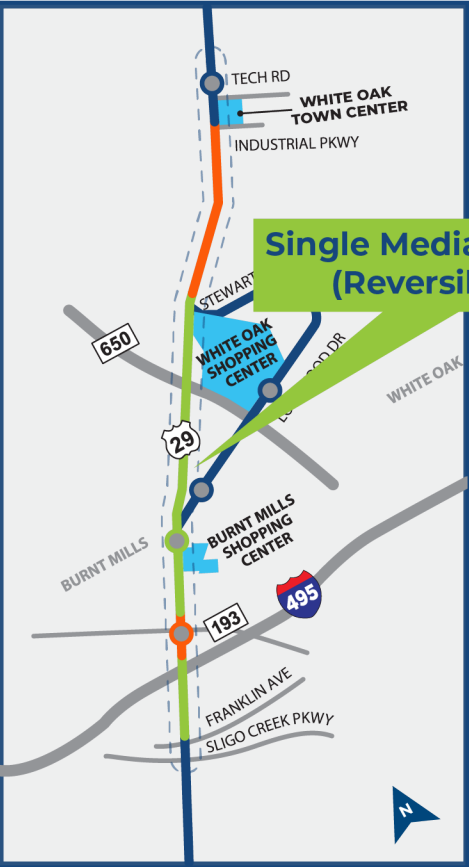 TECH RD
WHITE OAK
TOWN CENTER
INDUSTRIAL PKWY
Single Media
(Reversi
STEWART
650
WHITE OAK
SHOPPING
CENTER
DR
WHITE OAK
29
BURNT MILLS
SHOPPING
CENTER
BURNT MILLS
495
193
FRANKLIN AVE
SLIGO CREEK PKWY
N